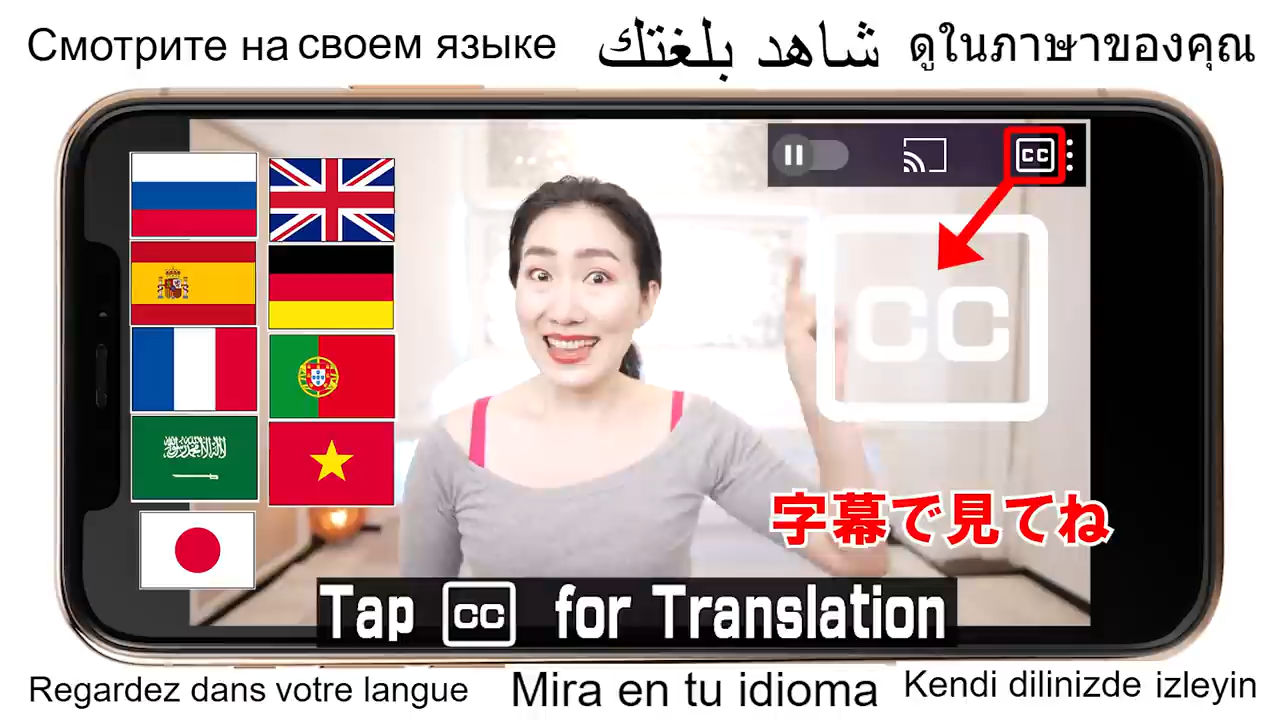 Смотрите на своем языке
شاهد بلغتك
ดูในภาษาของคุณ
CC
CC
字幕で見てね
Tap CC for Translation
Regardez dans votre langue
Mira en tu idioma
Kendi dilinizde izleyin